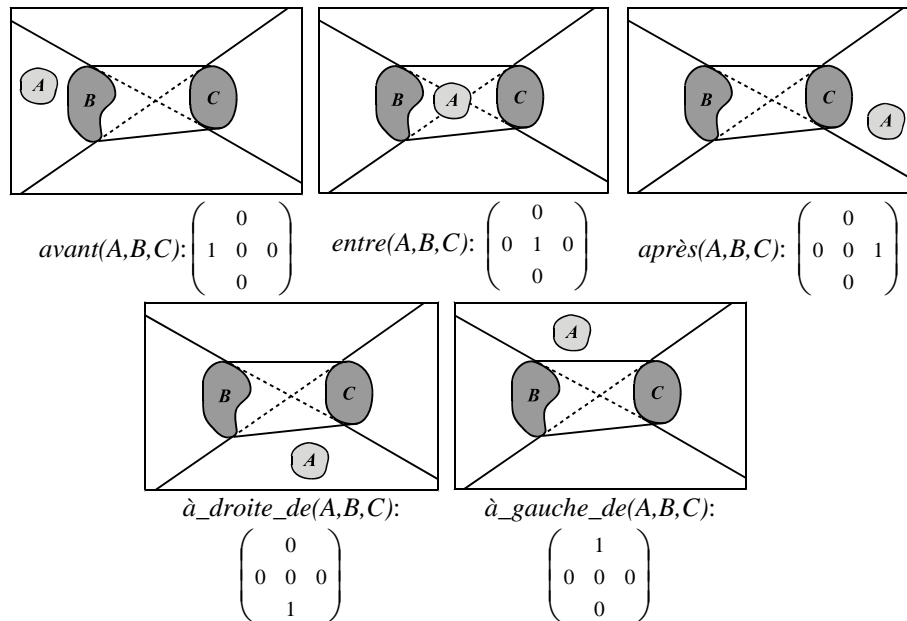 A B C
B A C
B C A
avant(A,B,C): ( 0
1 0 0
0 )
entre(A,B,C): ( 0
0 1 0
0 )
après(A,B,C): ( 0
0 0 1
0 )
B C
A
A
B C
à_droite_de(A,B,C):
à_gauche_de(A,B,C):
( 0
0 0 0
1 )
( 1
0 0 0
0 )